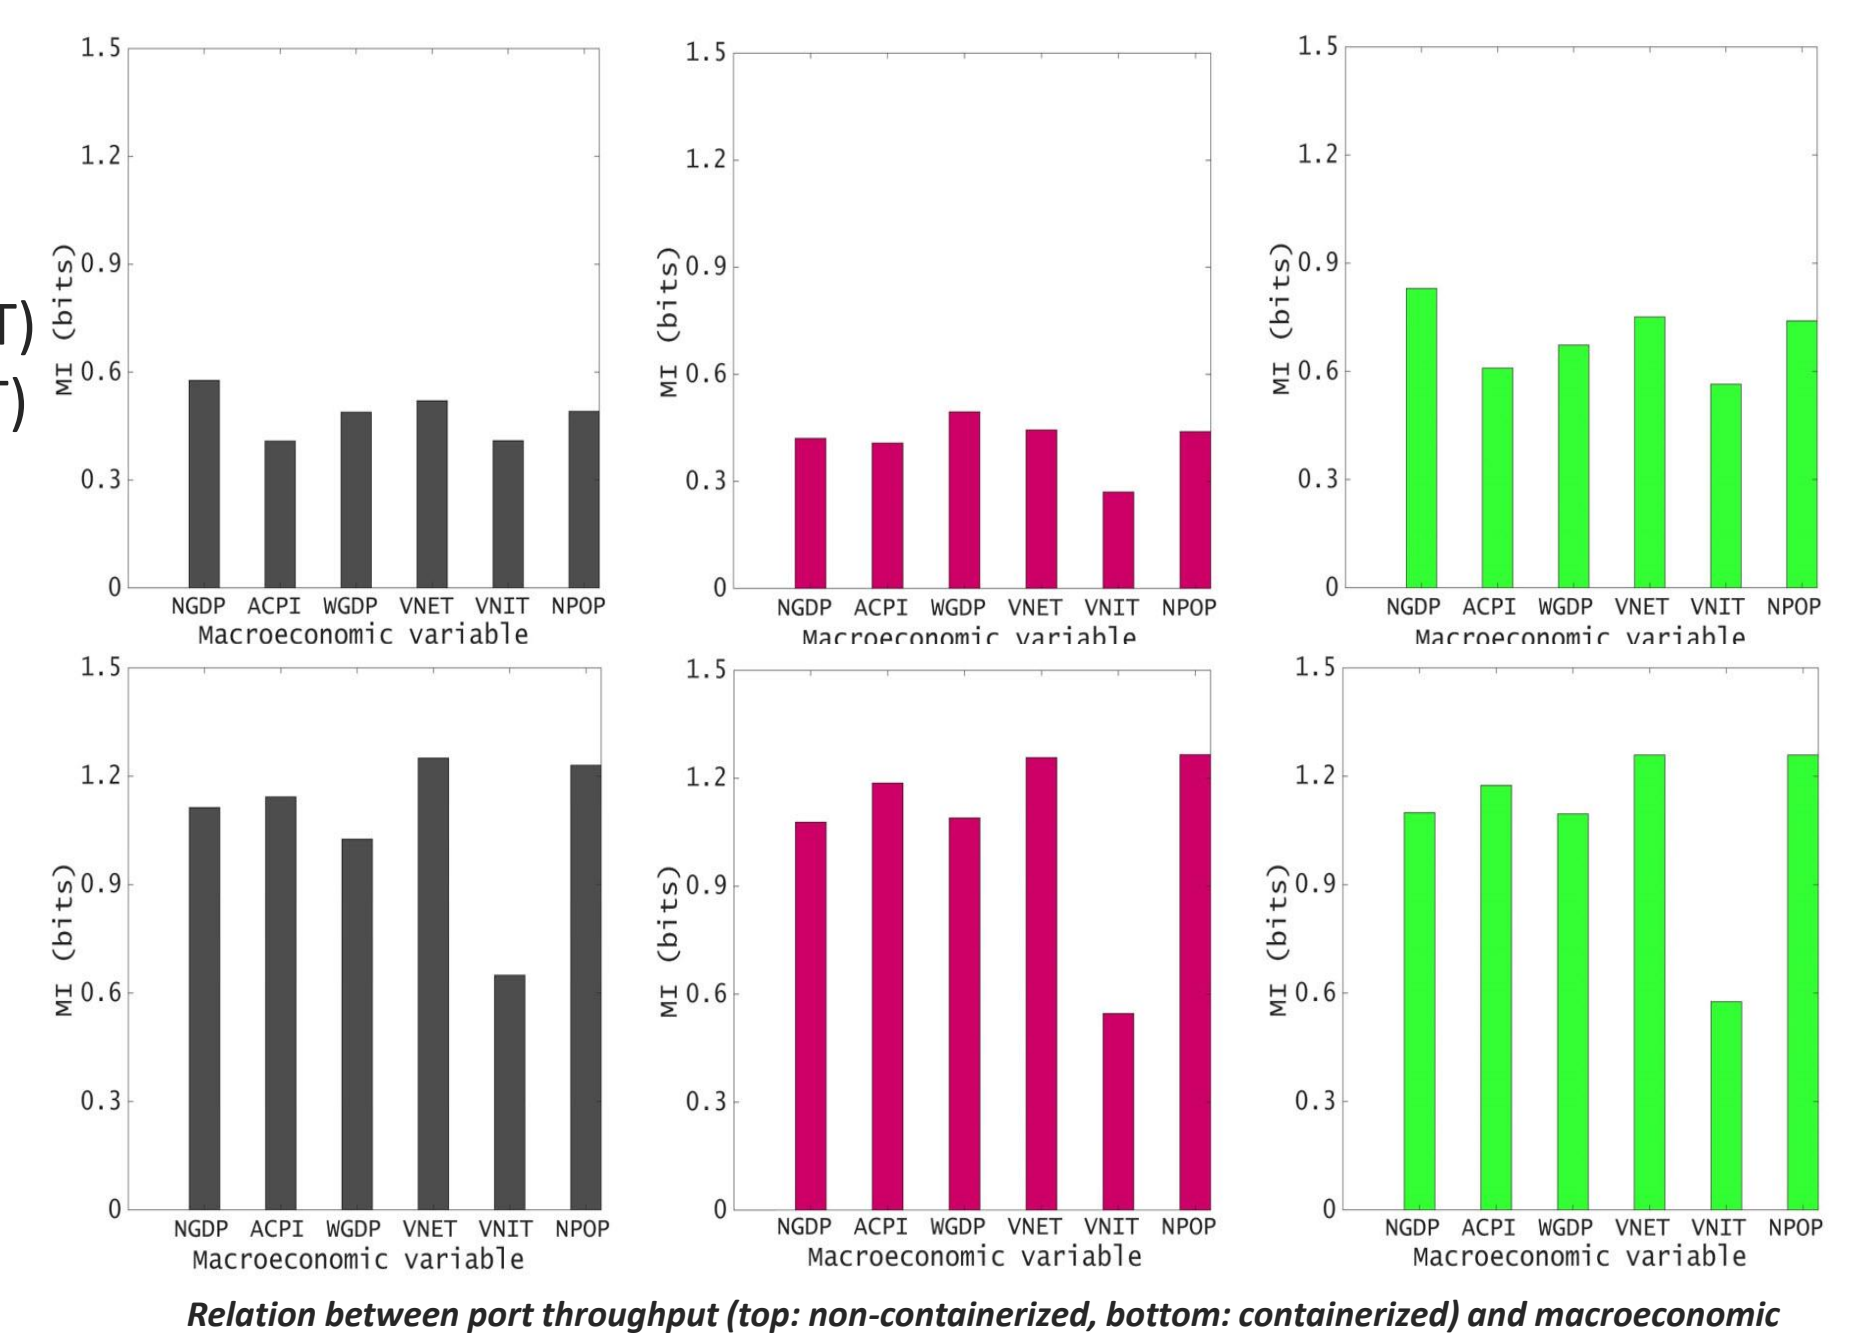 T)
T)
1.5
1.2
0.9
0.6
0.3
0
MI (bits)
NGDP ACPI WGDP VNET VNIT NPOP
Macroeconomic variable
1.5
1.2
0.9
0.6
0.3
0
MI (bits)
NGDP ACPI WGDP VNET VNIT NPOP
Macroeconomic variable
1.5
1.2
0.9
0.6
0.3
0
MI (bits)
NGDP ACPI WGDP VNET VNIT NPOP
Macroeconomic variable
1.5
1.2
0.9
0.6
0.3
0
MI (bits)
NGDP ACPI WGDP VNET VNIT NPOP
Macroeconomic variable
1.5
1.2
0.9
0.6
0.3
0
MI (bits)
NGDP ACPI WGDP VNET VNIT NPOP
Macroeconomic variable
1.5
1.2
0.9
0.6
0.3
0
MI (bits)
NGDP ACPI WGDP VNET VNIT NPOP
Macroeconomic variable
Relation between port throughput (top: non-containerized, bottom: containerized) and macroeconomic